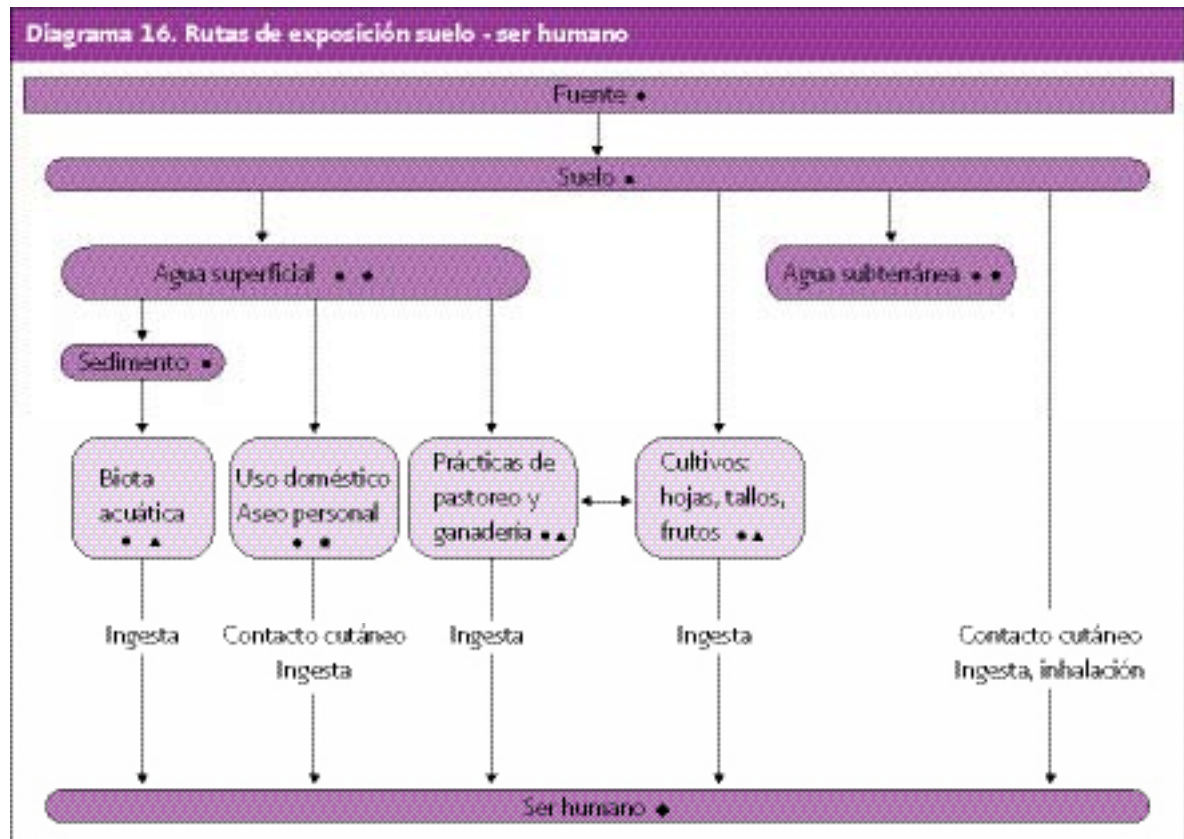 Diagrama 16. Rutas de exposición suelo - ser humano
Fuente
Suelo
Agua superficial
Agua subterránea
Sedimento
Biota
acuática
Uso doméstico
Aseo personal
Prácticas de
pastoreo y
ganadería
Cultivos:
hojas, tallos,
frutos
Ingesta
Contacto cutáneo
Ingesta
Ingesta
Ingesta
Contacto cutáneo
Ingesta, inhalación
Ser humano